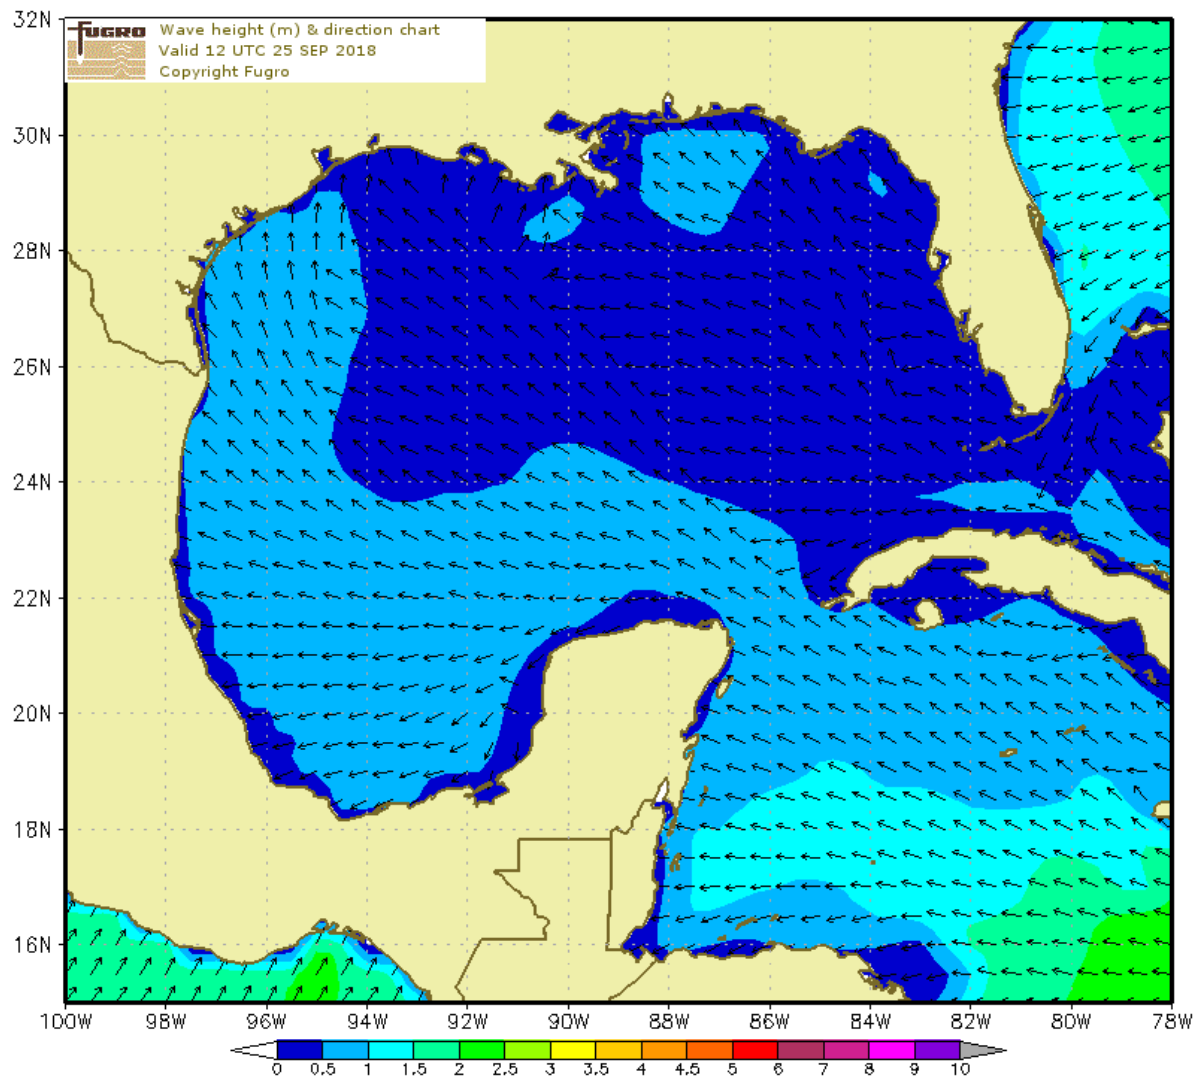 32N
FUGRO Wave height (m) & direction chart
Valid 12 UTC 25 SEP 2018
Copyright Fugro
30N
28N
26N
24N
22N
20N
18N
16N
100W 98W 96W 94W 92W 90W 88W 86W 84W 82W 80W 78W
0 0.5 1 1.5 2 2.5 3 3.5 4 4.5 5 6 7 8 9 10